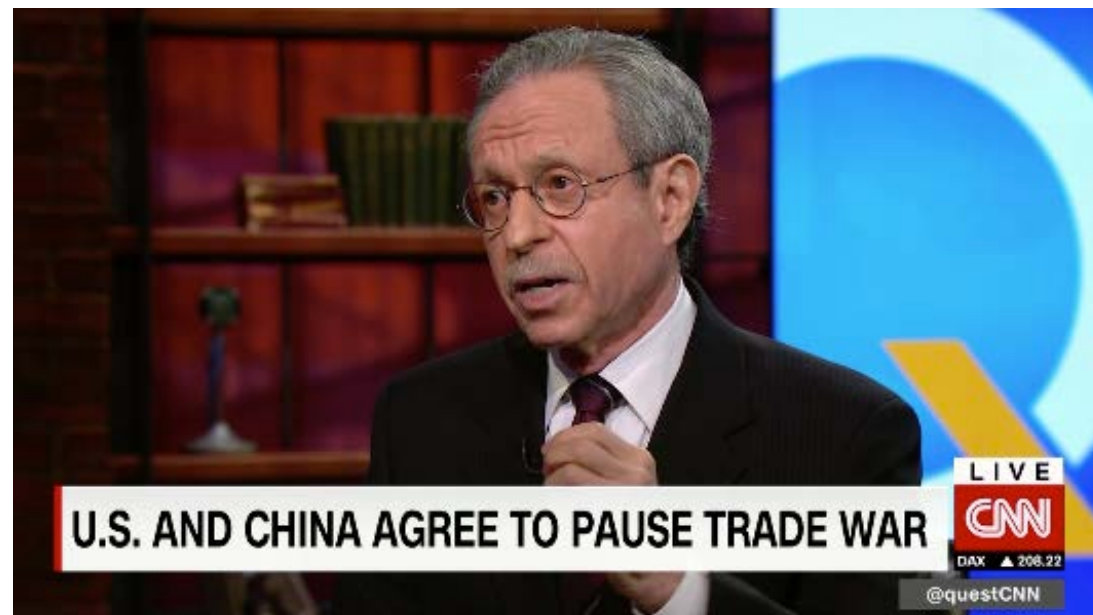 U.S. AND CHINA AGREE TO PAUSE TRADE WAR
LIVE
CNN
DAX ▲ 208.22
@questCNN